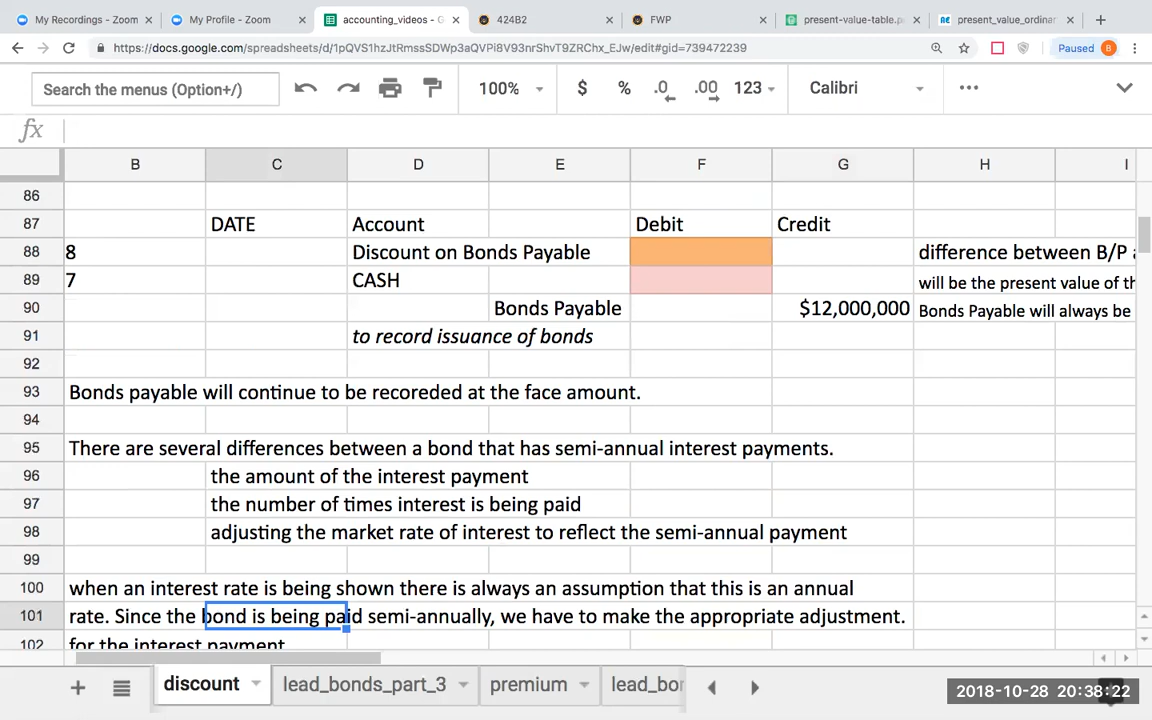 My Recordings - Zoom
My Profile - Zoom
accounting_videos - G
424B2
FWP
present-value-table.p
present_value_ordinar
https://docs.google.com/spreadsheets/d/1pQVS1hzJtRmssSDWp3aQVPi8V93nrShvT9ZRChx_EJw/edit#gid=739472239
Paused B
Search the menus (Option+/)
100%
$ % .0 .00 123
Calibri
fx
B C D E F G H I
86
87 DATE Account Debit Credit
88 8 Discount on Bonds Payable difference between B/P a
89 7 CASH will be the present value of th
90 Bonds Payable $12,000,000 Bonds Payable will always be
91 to record issuance of bonds
92
93 Bonds payable will continue to be recoreded at the face amount.
94
95 There are several differences between a bond that has semi-annual interest payments.
96 the amount of the interest payment
97 the number of times interest is being paid
98 adjusting the market rate of interest to reflect the semi-annual payment
99
100 when an interest rate is being shown there is always an assumption that this is an annual
101 rate. Since the bond is being paid semi-annually, we have to make the appropriate adjustment.
102 for the interest payment
discount lead_bonds_part_3 premium lead_bor
2018-10-28 20:38:22